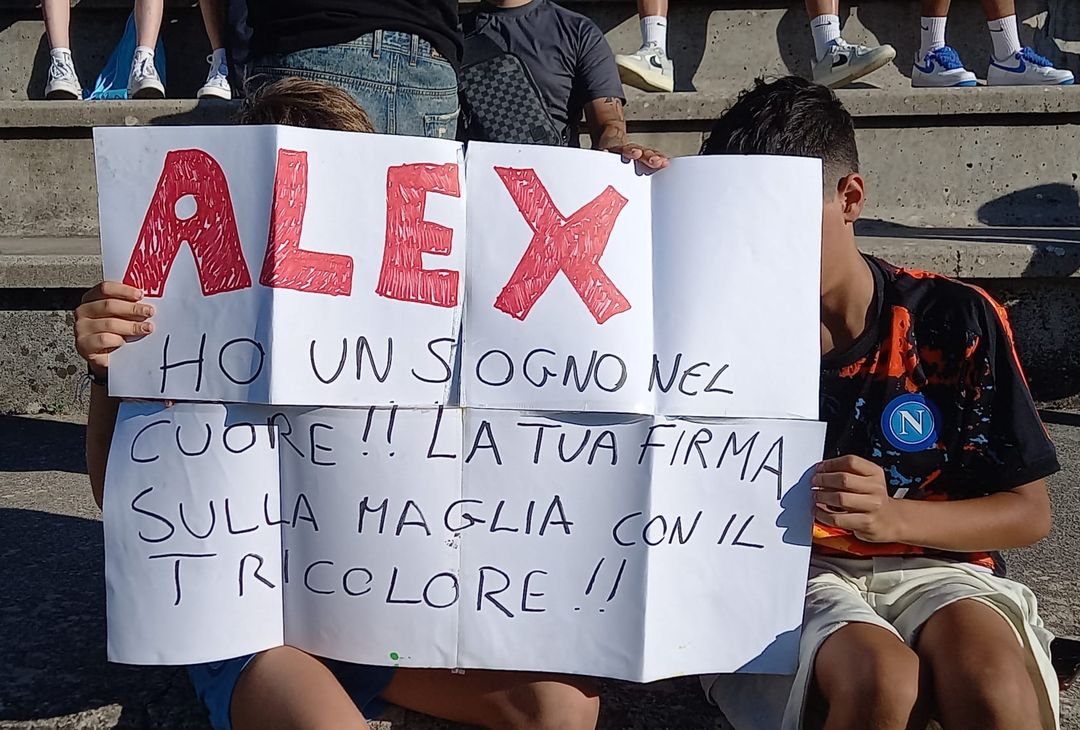 ALEX
HO UN SOGNO NEL
CUORE!! LA TUA FIRMA
SULLA MAGLIA CON IL
TRICOLORE!!
N